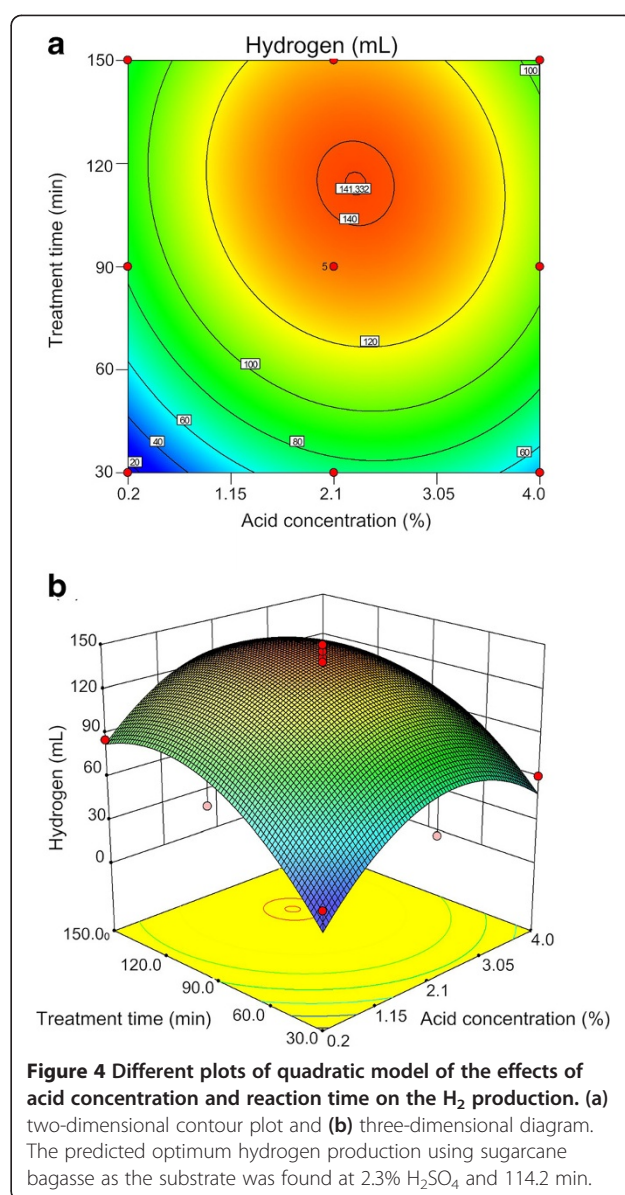 a
Hydrogen (mL)
150
120
90
60
30
Treatment time (min)
100
141.332
140
5
120
100
80
60
40
20
60
0.2 1.15 2.1 3.05 4.0
Acid concentration (%)
b
150
120
90
60
30
0
Hydrogen (mL)
150.0
120.0
90.0
60.0
30.0
Treatment time (min)
4.0
3.05
2.1
1.15
0.2
Acid concentration (%)
Figure 4 Different plots of quadratic model of the effects of
acid concentration and reaction time on the H₂ production. (a)
two-dimensional contour plot and (b) three-dimensional diagram.
The predicted optimum hydrogen production using sugarcane
bagasse as the substrate was found at 2.3% H₂SO₄ and 114.2 min.